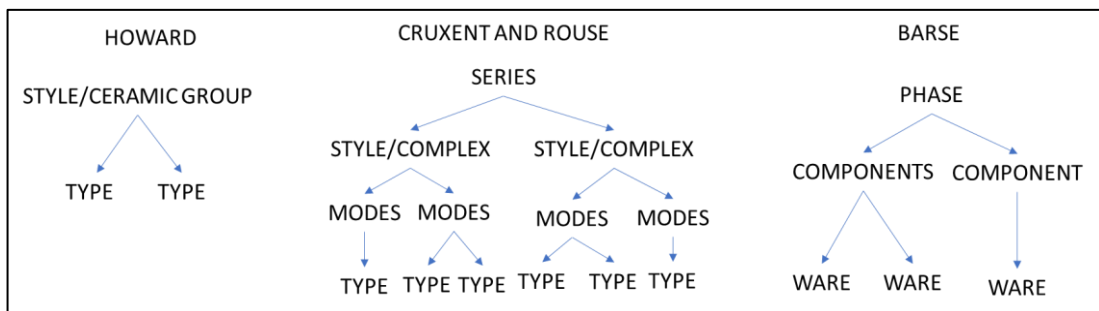 HOWARD
STYLE/CERAMIC GROUP
TYPE TYPE
CRUXENT AND ROUSE
SERIES
STYLE/COMPLEX STYLE/COMPLEX
MODES MODES MODES MODES
TYPE TYPE TYPE TYPE TYPE TYPE
BARSE
PHASE
COMPONENTS COMPONENT
WARE WARE WARE